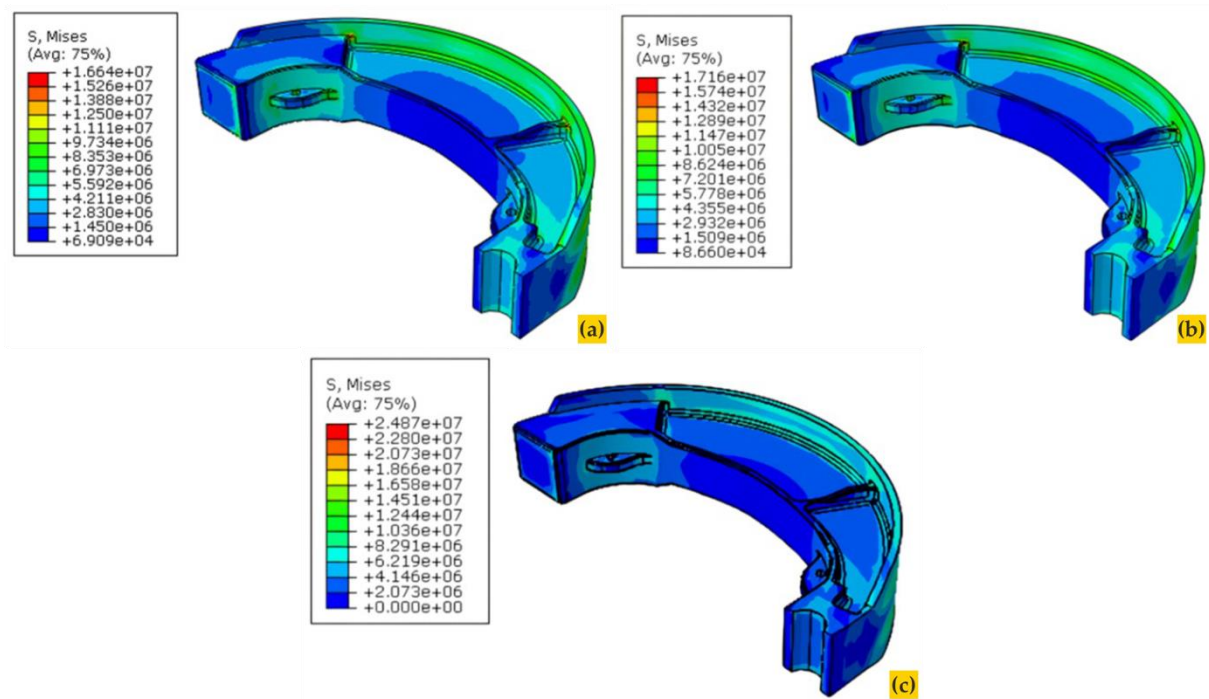 S, Mises
(Avg: 75%)
+1.664e+07
+1.526e+07
+1.388e+07
+1.250e+07
+1.111e+07
+9.734e+06
+8.353e+06
+6.973e+06
+5.592e+06
+4.211e+06
+2.830e+06
+1.450e+06
+6.909e+04
(a)
S, Mises
(Avg: 75%)
+1.716e+07
+1.574e+07
+1.432e+07
+1.289e+07
+1.147e+07
+1.005e+07
+8.624e+06
+7.201e+06
+5.778e+06
+4.355e+06
+2.932e+06
+1.509e+06
+8.660e+04
(b)
S, Mises
(Avg: 75%)
+2.487e+07
+2.280e+07
+2.073e+07
+1.866e+07
+1.658e+07
+1.451e+07
+1.244e+07
+1.036e+07
+8.291e+06
+6.219e+06
+4.146e+06
+2.073e+06
+0.000e+00
(c)